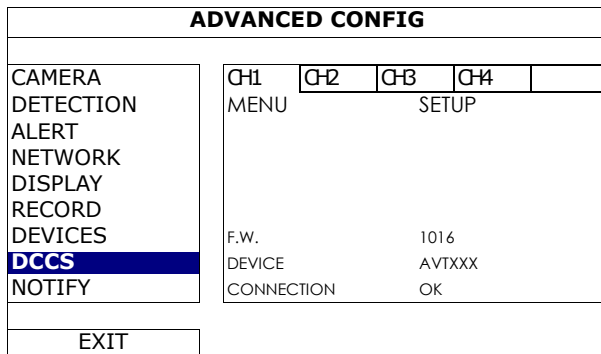 ADVANCED CONFIG
CAMERA
DETECTION
ALERT
NETWORK
DISPLAY
RECORD
DEVICES
DCCS
NOTIFY
EXIT
CH1 CH2 CH3 CH4
MENU SETUP
F.W. 1016
DEVICE AVTXXX
CONNECTION OK